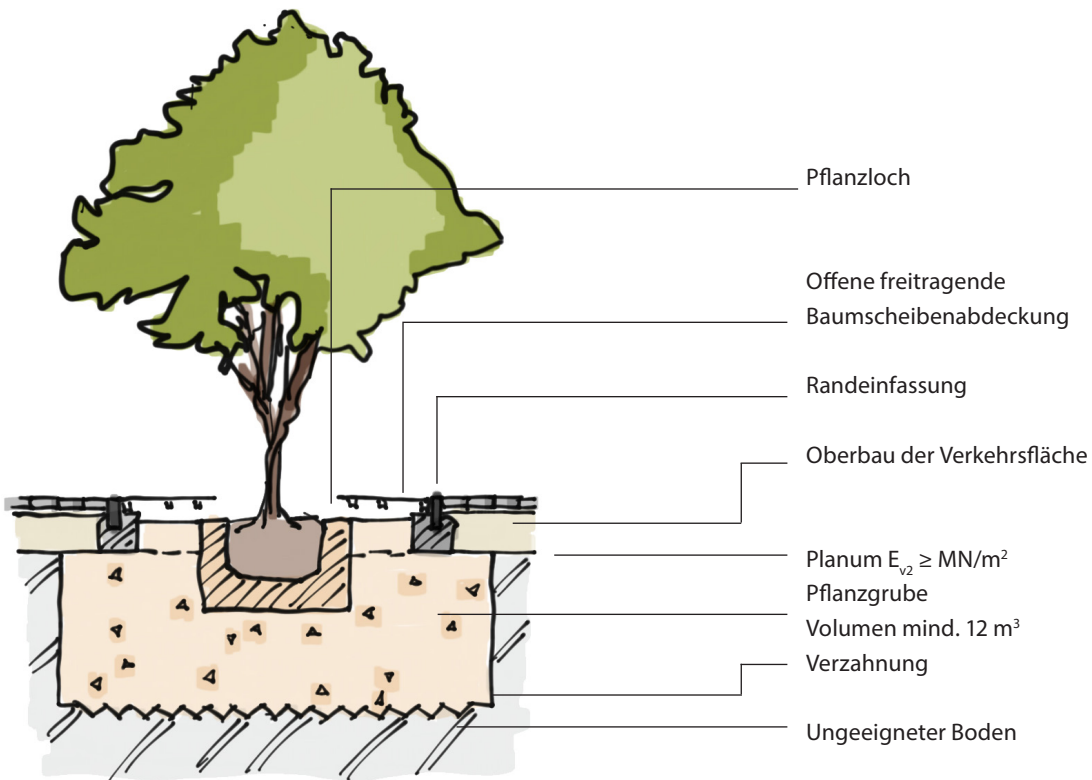 Pflanzloch
Offene freitragende
Baumscheibenabdeckung
Randeinfassung
Oberbau der Verkehrsfläche
Planum Ev2 ≥ MN/m²
Pflanzgrube
Volumen mind. 12 m³
Verzahnung
Ungeeigneter Boden